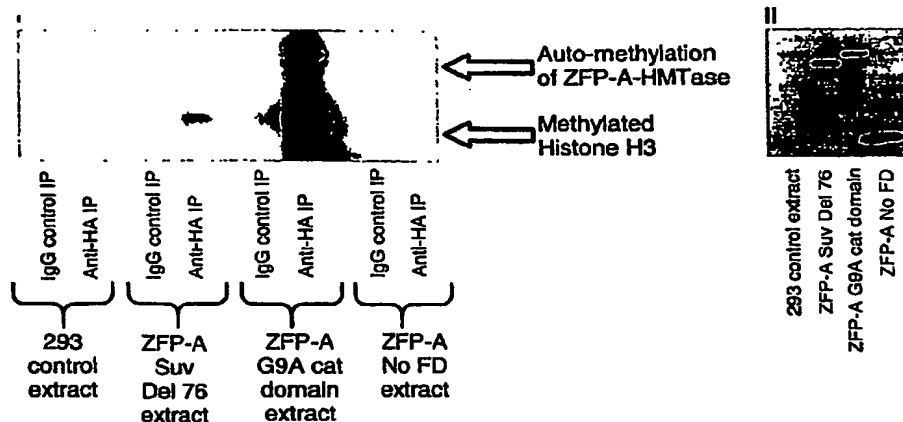 I
II
Auto-methylation
of ZFP-A-HMTase
Methylated
Histone H3
IgG control IP
Anti-HA IP
IgG control IP
Anti-HA IP
IgG control IP
Anti-HA IP
IgG control IP
Anti-HA IP
293
control
extract
ZFP-A
Suv
Del 76
extract
ZFP-A
G9A cat
domain
extract
ZFP-A
No FD
extract
293 control extract
ZFP-A Suv Del 76
ZFP-A G9A cat domain
ZFP-A No FD